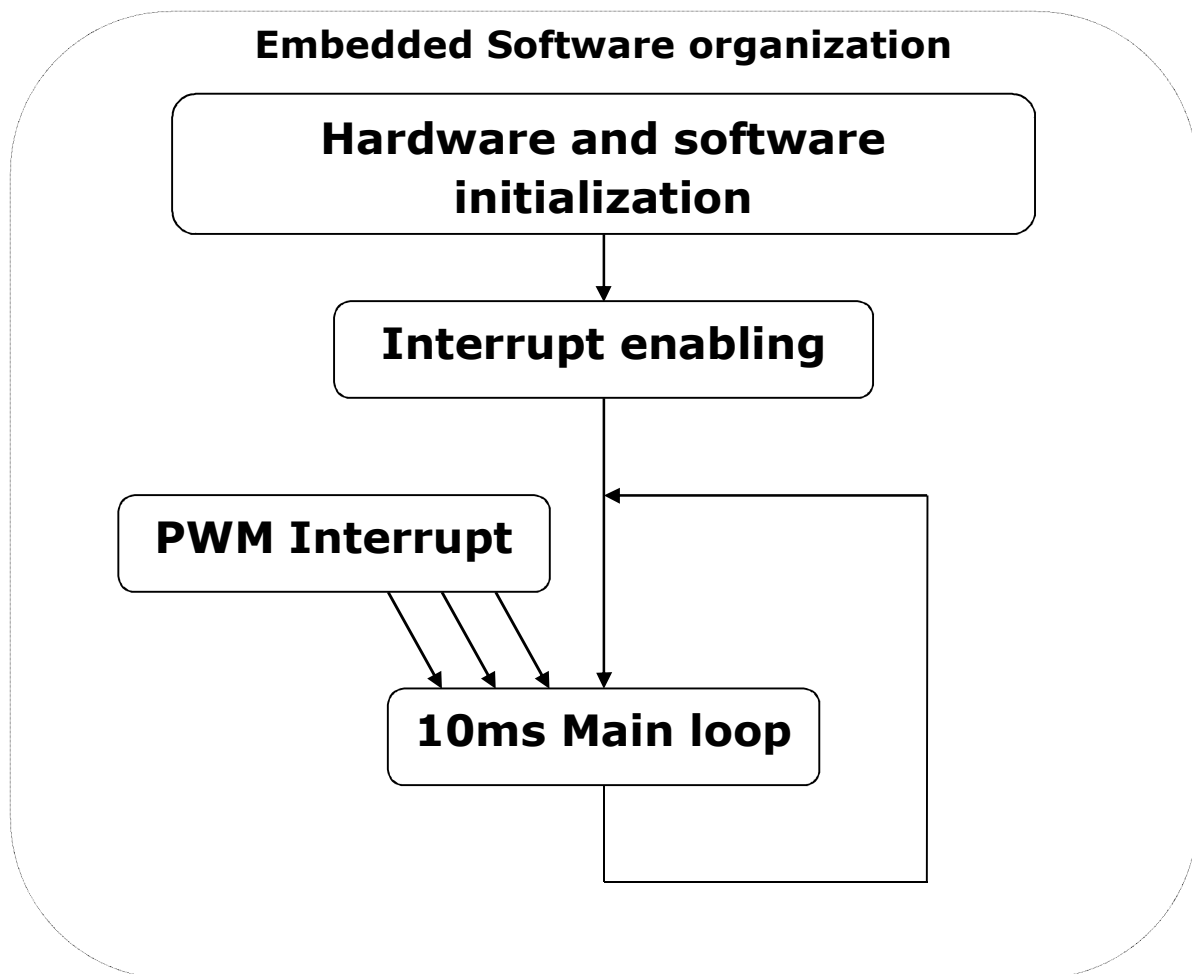 Embedded Software organization
Hardware and software
initialization
Interrupt enabling
PWM Interrupt
10ms Main loop